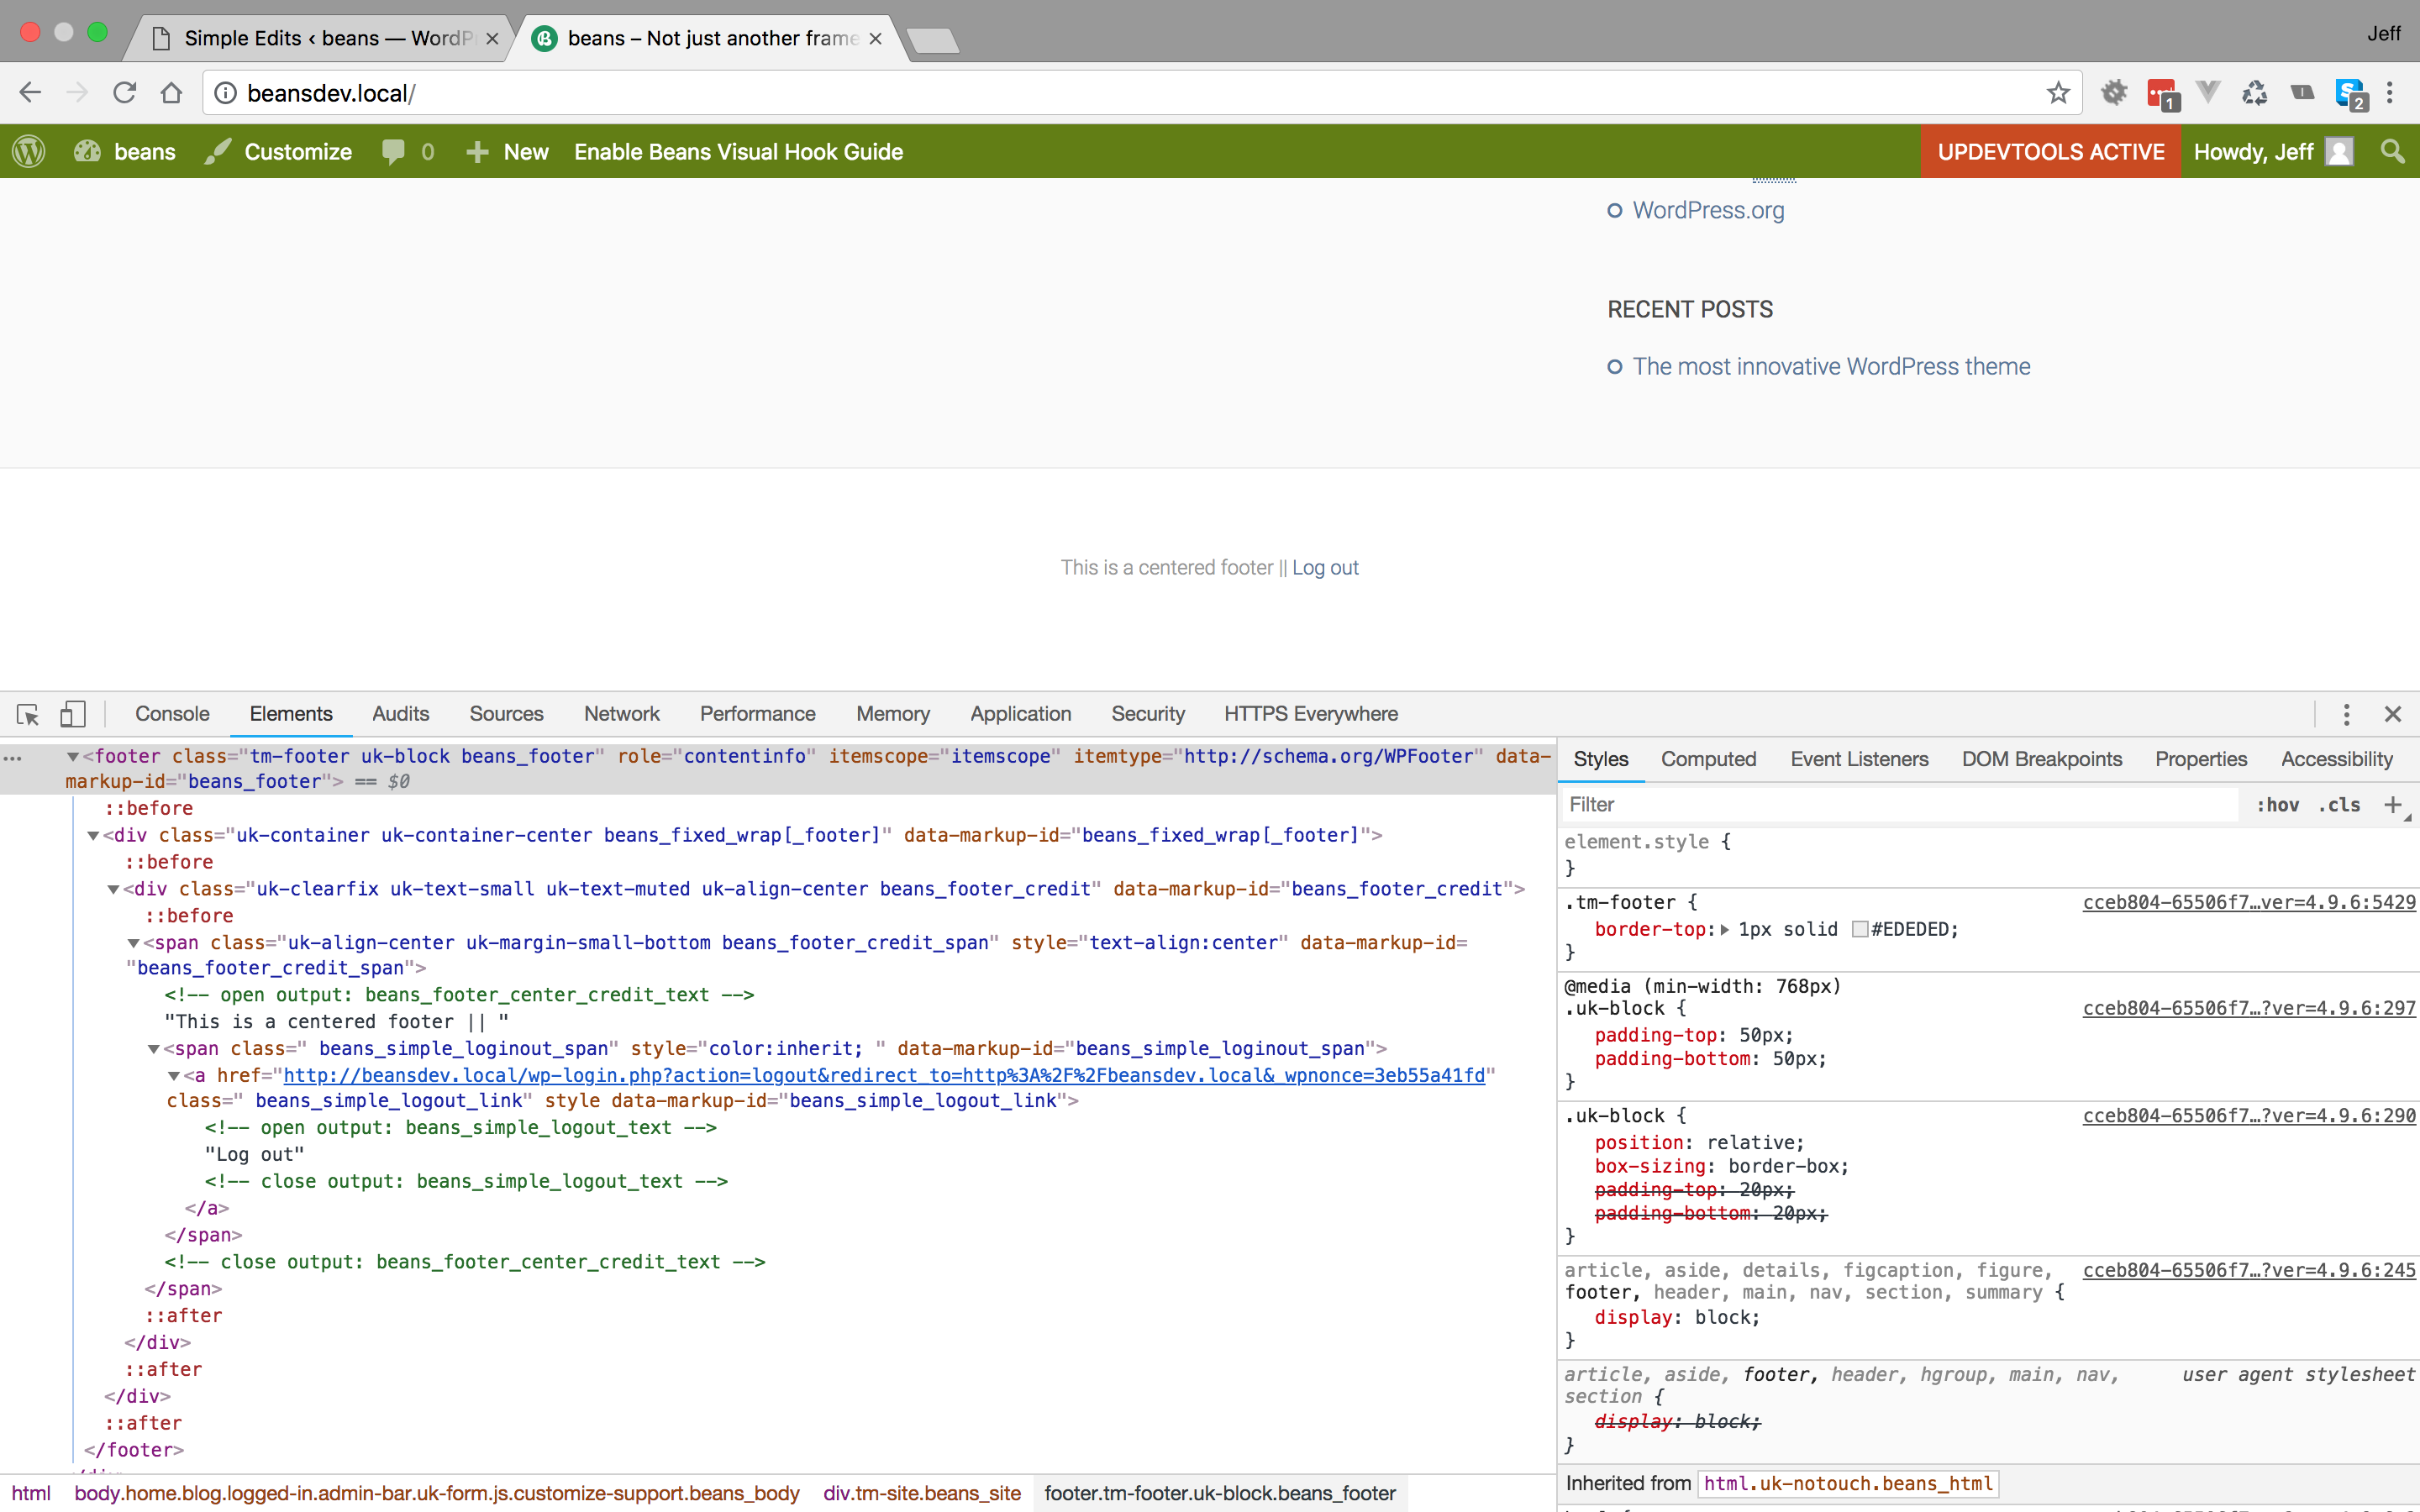 Jeff
Simple Edits ‹ beans — WordP
beans – Not just another frame
beansdev.local/
1
2
beans
Customize
0
New
Enable Beans Visual Hook Guide
UPDEVTOOLS ACTIVE
Howdy, Jeff
WordPress.org
RECENT POSTS
The most innovative WordPress theme
This is a centered footer || Log out
Console Elements Audits Sources Network Performance Memory Application Security HTTPS Everywhere
<footer class="tm-footer uk-block beans_footer" role="contentinfo" itemscope="itemscope" itemtype="http://schema.org/WPFooter" data-
markup-id="beans_footer"> == $0
::before
<div class="uk-container uk-container-center beans_fixed_wrap[_footer]" data-markup-id="beans_fixed_wrap[_footer]">
::before
<div class="uk-clearfix uk-text-small uk-text-muted uk-align-center beans_footer_credit" data-markup-id="beans_footer_credit">
::before
<span class="uk-align-center uk-margin-small-bottom beans_footer_credit_span" style="text-align:center" data-markup-id=
"beans_footer_credit_span">
<!-- open output: beans_footer_center_credit_text -->
"This is a centered footer || "
<span class=" beans_simple_loginout_span" style="color:inherit; " data-markup-id="beans_simple_loginout_span">
<a href="http://beansdev.local/wp-login.php?action=logout&redirect_to=http%3A%2F%2Fbeansdev.local&_wpnonce=3eb55a41fd"
class=" beans_simple_logout_link" style data-markup-id="beans_simple_logout_link">
<!-- open output: beans_simple_logout_text -->
"Log out"
<!-- close output: beans_simple_logout_text -->
</a>
</span>
<!-- close output: beans_footer_center_credit_text -->
</span>
::after
</div>
::after
</div>
::after
</footer>
html body.home.blog.logged-in.admin-bar.uk-form.js.customize-support.beans_body div.tm-site.beans_site footer.tm-footer.uk-block.beans_footer
Styles Computed Event Listeners DOM Breakpoints Properties Accessibility
Filter :hov .cls +
element.style {
}
.tm-footer { cceb804-65506f7…ver=4.9.6:5429
border-top: 1px solid #EDEDED;
}
@media (min-width: 768px)
.uk-block { cceb804-65506f7…?ver=4.9.6:297
padding-top: 50px;
padding-bottom: 50px;
}
.uk-block { cceb804-65506f7…?ver=4.9.6:290
position: relative;
box-sizing: border-box;
padding-top: 20px;
padding-bottom: 20px;
}
article, aside, details, figcaption, figure, cceb804-65506f7…?ver=4.9.6:245
footer, header, main, nav, section, summary {
display: block;
}
article, aside, footer, header, hgroup, main, nav, user agent stylesheet
section {
display: block;
}
Inherited from html.uk-notouch.beans_html